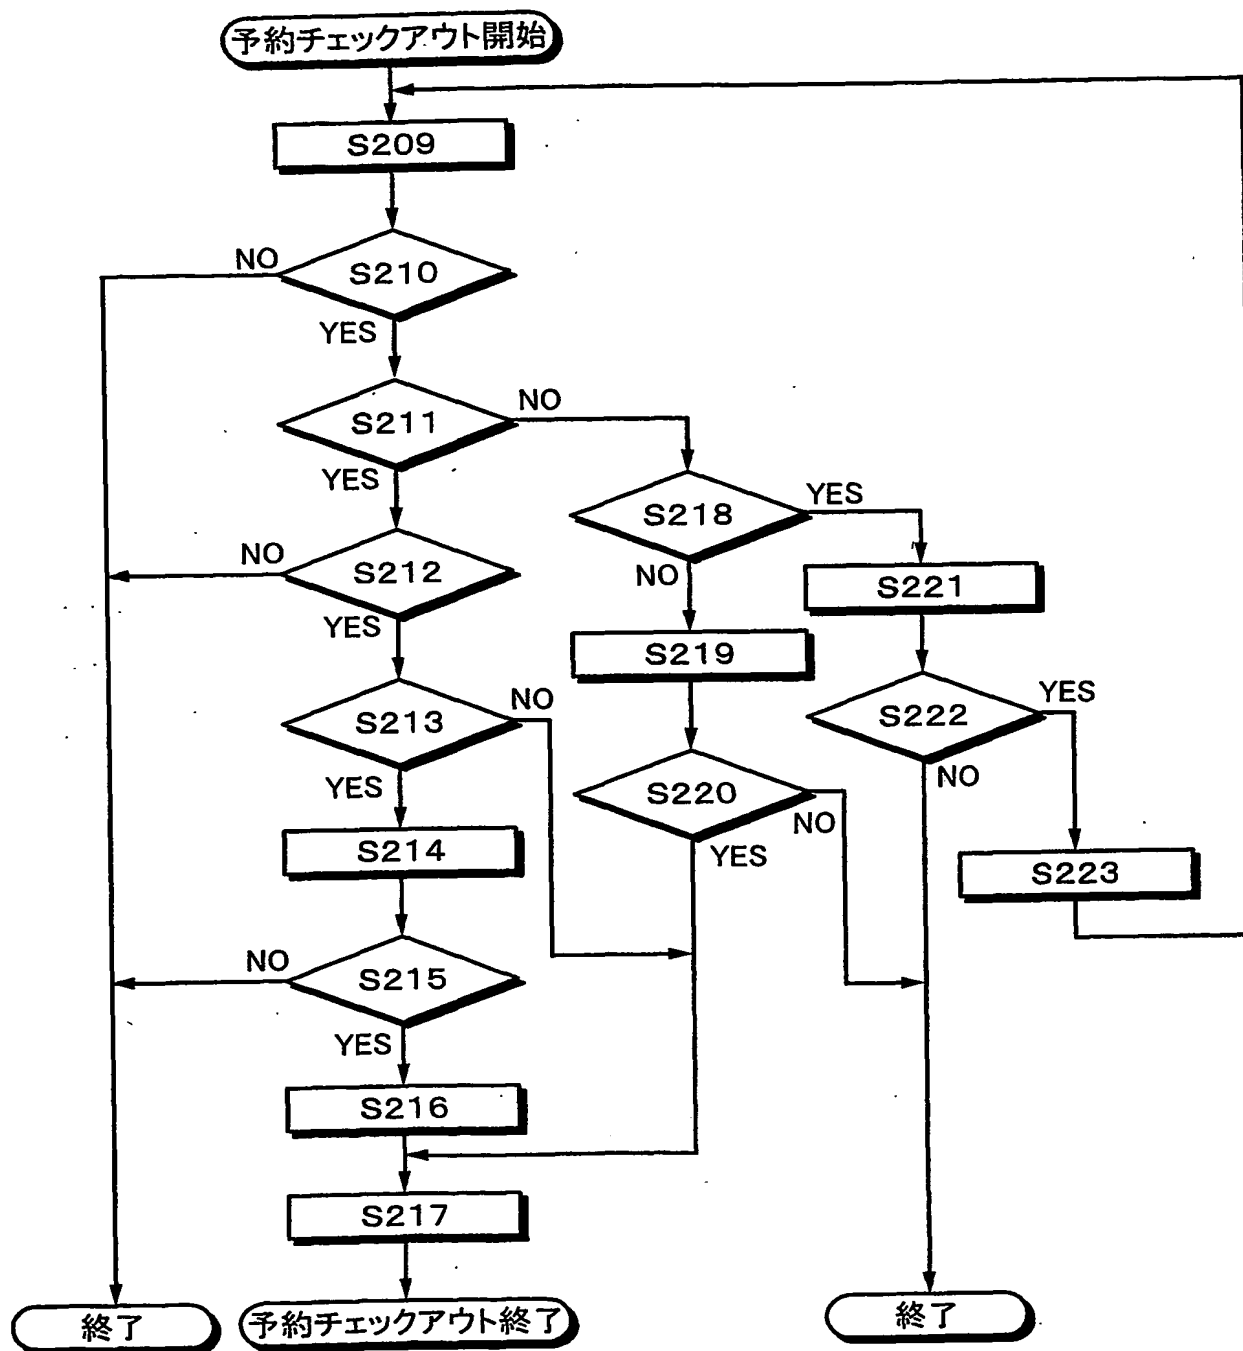 予約チェックアウト開始
S209
NO
S210
YES
S211
NO
YES
S218
YES
NO
S212
NO
YES
S221
S219
S213
NO
YES
S222
YES
NO
S220
NO
YES
S214
S223
NO
S215
YES
S216
S217
終了
予約チェックアウト終了
終了